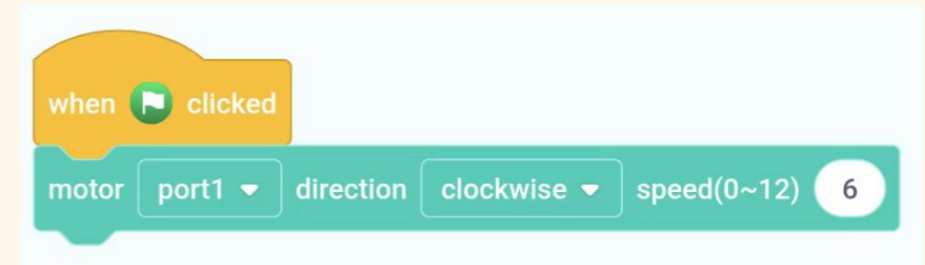 when clicked
motor port1 direction clockwise speed(0~12) 6